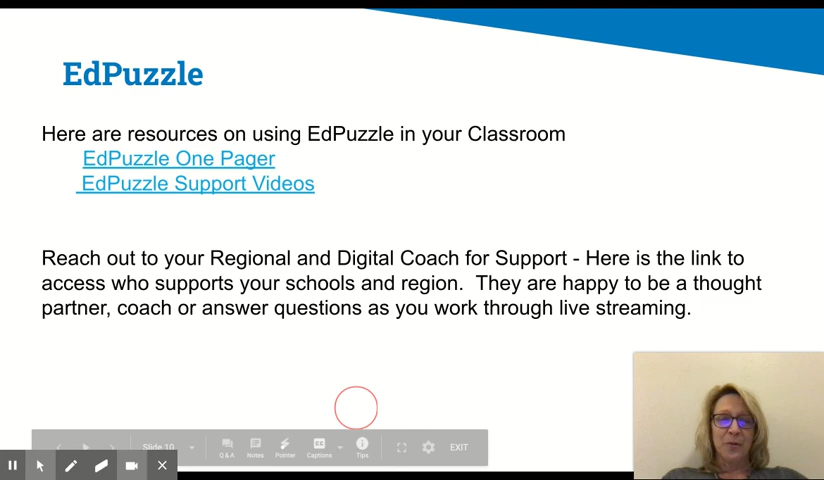 EdPuzzle
Here are resources on using EdPuzzle in your Classroom
EdPuzzle One Pager
EdPuzzle Support Videos
Reach out to your Regional and Digital Coach for Support - Here is the link to
access who supports your schools and region.  They are happy to be a thought
partner, coach or answer questions as you work through live streaming.
Slide 10
Q & A
Notes
Pointer
CC
Captions
Tips
EXIT